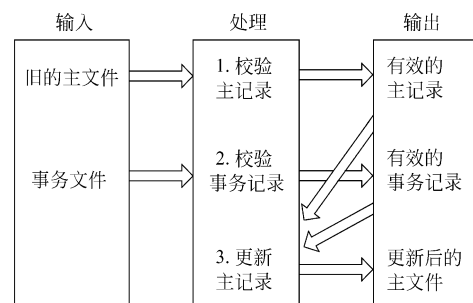 输入
处理
输出
旧的主文件
1. 校验
主记录
有效的
主记录
事务文件
2. 校验
事务记录
有效的
事务记录
3. 更新
主记录
更新后的
主文件